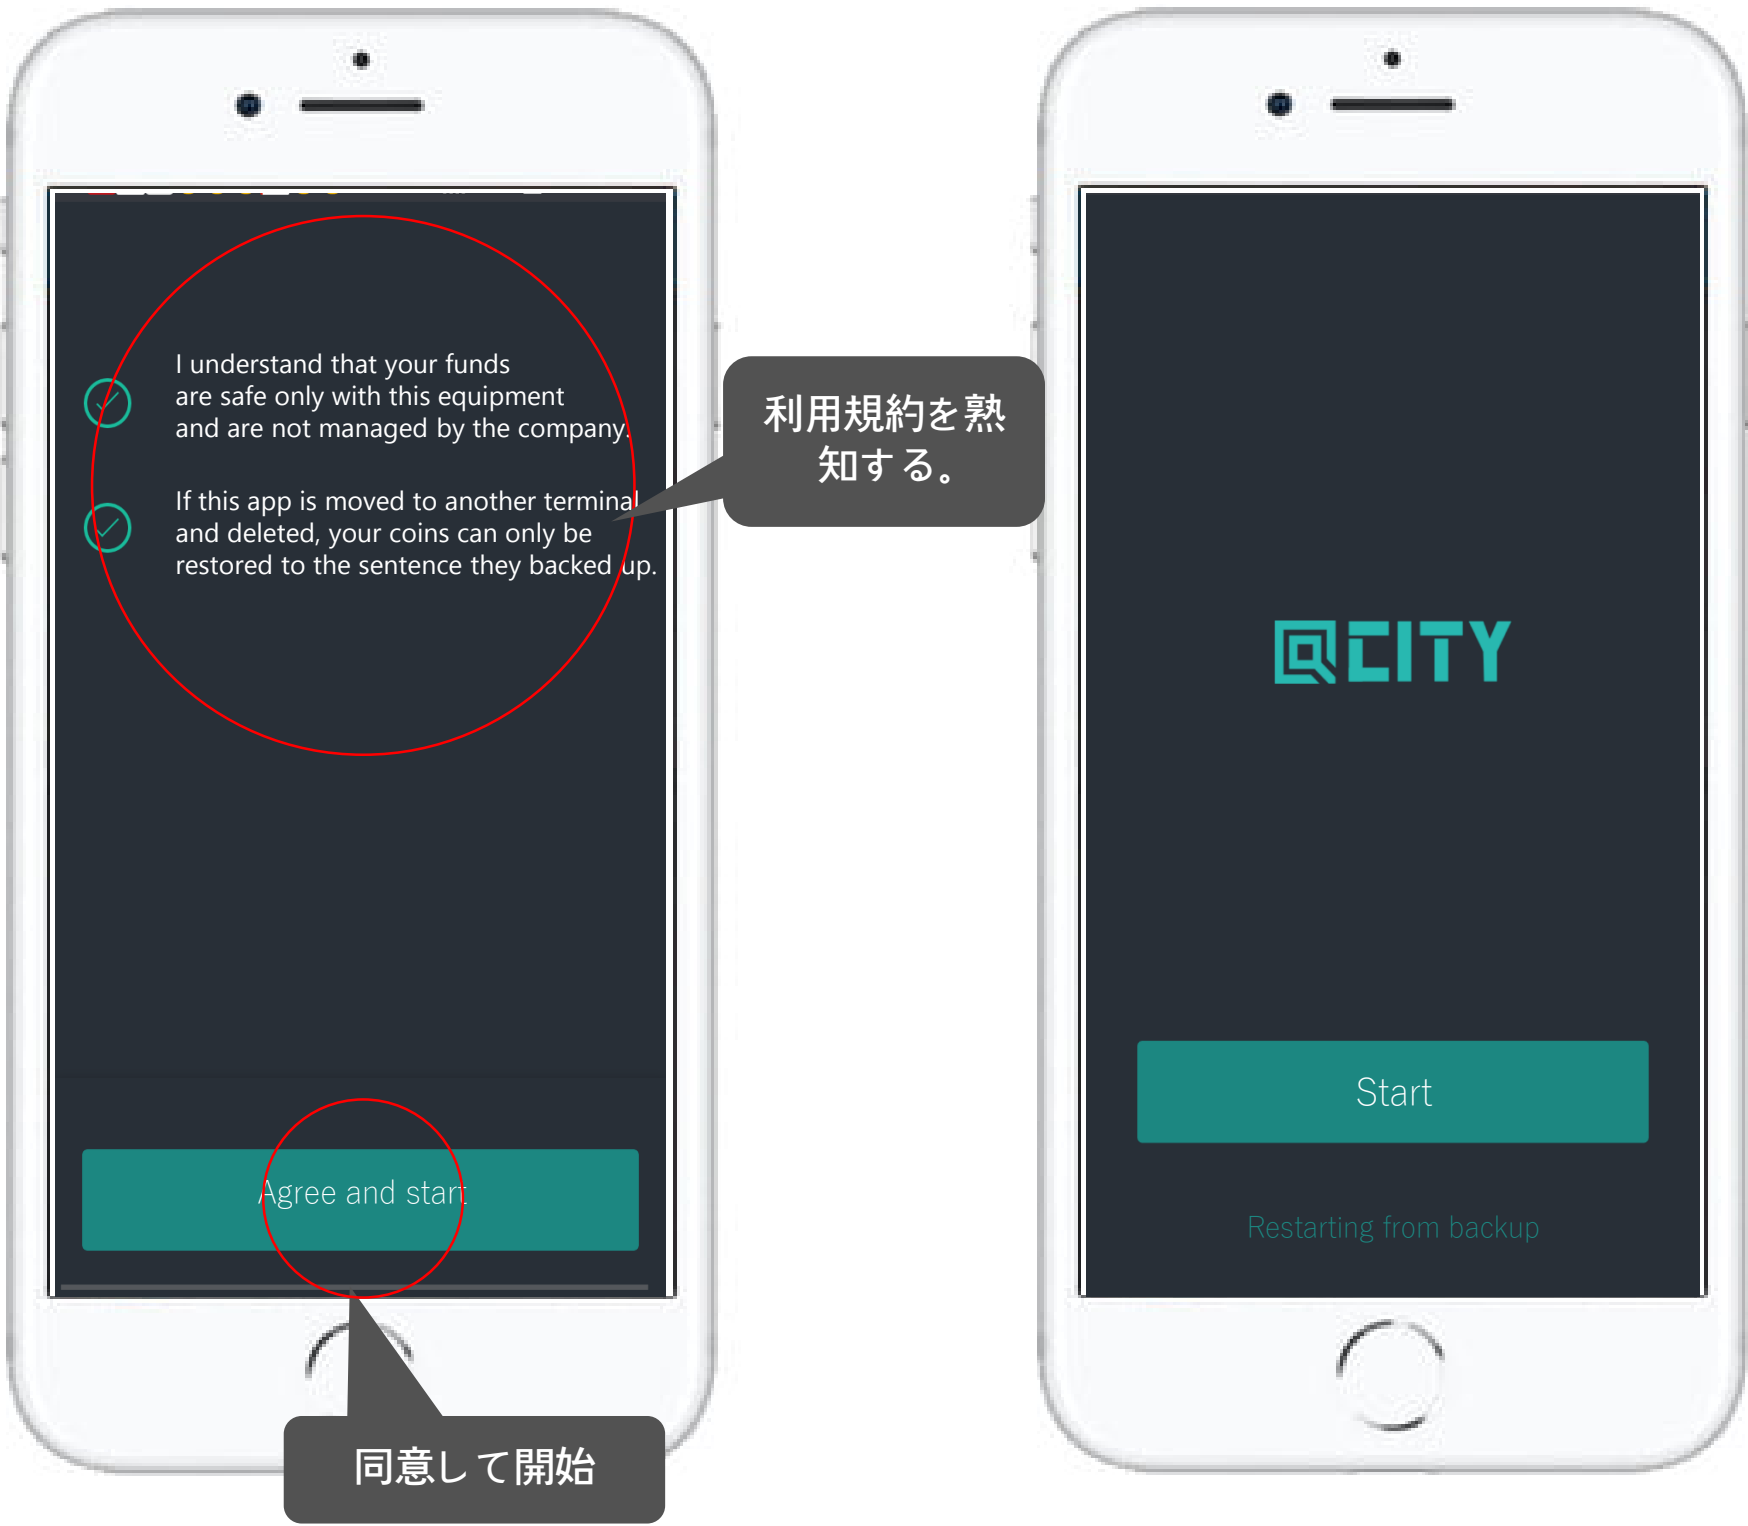 I understand that your funds
are safe only with this equipment
and are not managed by the company.
If this app is moved to another terminal
and deleted, your coins can only be
restored to the sentence they backed up.
Agree and start
利用規約を熟
知する。
同意して開始
CITY
Start
Restarting from backup